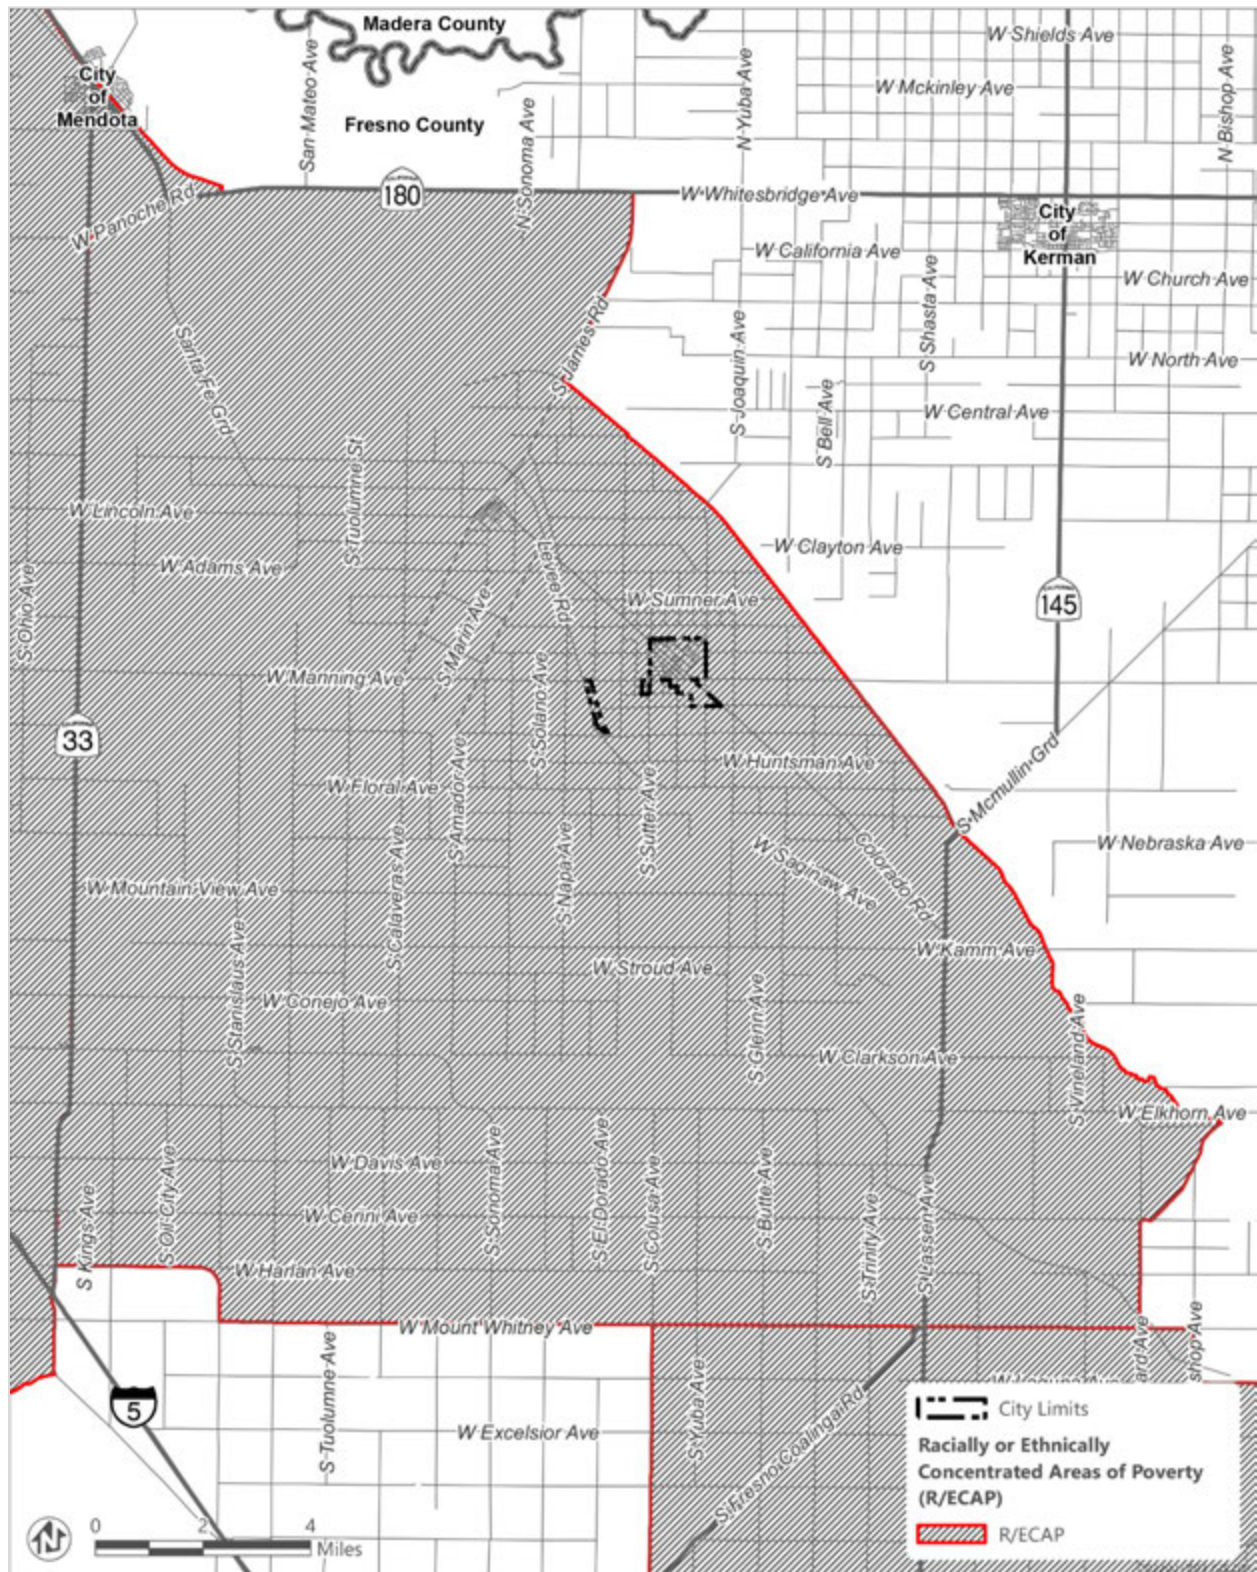 Madera County
W Shields Ave
San Mateo Ave
N Yuba Ave
N Bishop Ave
City
of
Mendota
W Mckinley Ave
Fresno County
N Sonoma Ave
CALIFORNIA
180
W Whitesbridge Ave
W Panoche Rd
City
of
Kerman
W California Ave
W Church Ave
S Shasta Ave
S James Rd
S Joaquin Ave
Santa Fe Grd
W North Ave
W Central Ave
S Bell Ave
S Tuolumne St
W Lincoln Ave
W Clayton Ave
W Adams Ave
Levee Rd
S Ohio Ave
W Sumner Ave
CALIFORNIA
145
S Marin Ave
W Manning Ave
S Solano Ave
33
W Huntsman Ave
S Mcmullin Grd
W Floral Ave
S Amador Ave
S Sutter Ave
W Nebraska Ave
S Calaveras Ave
S Napa Ave
W Saginaw Ave
Colorado Rd
W Mountain View Ave
W Kamm Ave
S Stanislaus Ave
W Stroud Ave
W Conejo Ave
S Glenn Ave
S Vineland Ave
W Clarkson Ave
W Elkhorn Ave
W Davis Ave
S Oil City Ave
S Sonoma Ave
S El Dorado Ave
S Colusa Ave
S Butte Ave
S Trinity Ave
S Lassen Ave
S Kings Ave
W Cerini Ave
W Harlan Ave
W Mount Whitney Ave
ard Ave
shop Ave
S Tuolumne Ave
S Yuba Ave
5
W Excelsior Ave
S Fresno Coalinga Rd
City Limits
Racially or Ethnically
Concentrated Areas of Poverty
(R/ECAP)
R/ECAP
N
0 2 4
Miles